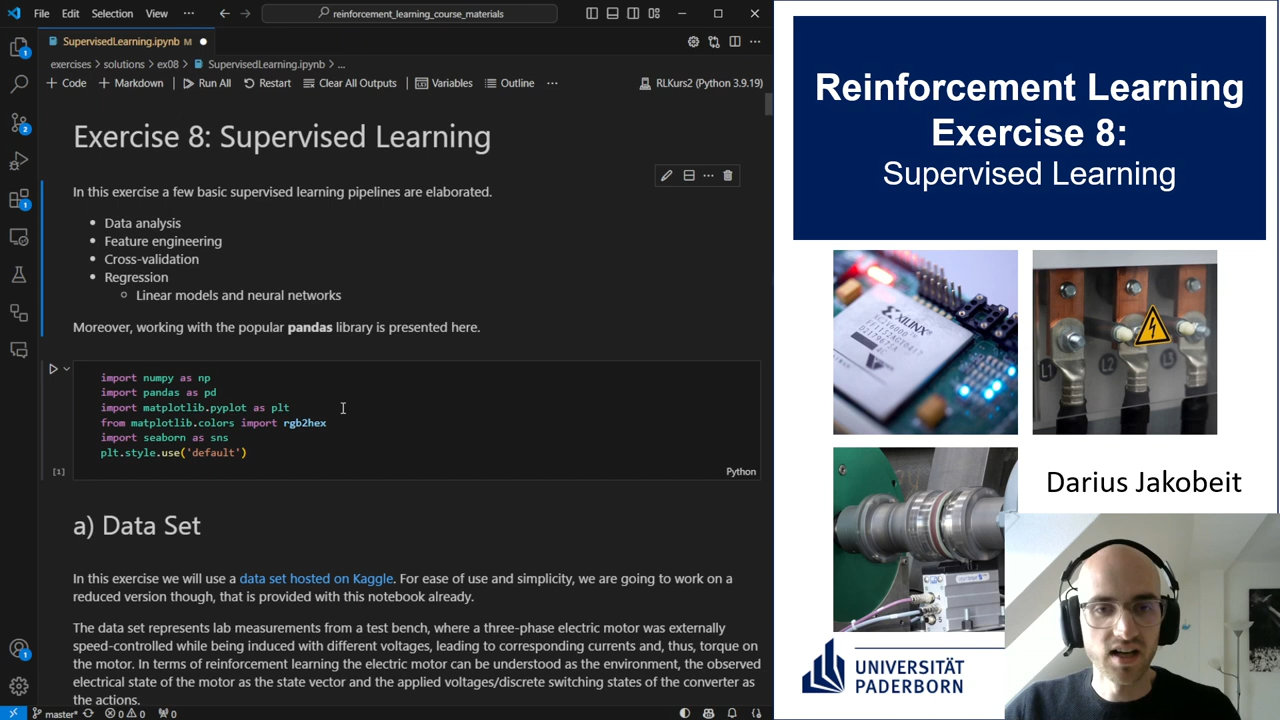 File Edit Selection View ···
reinforcement_learning_course_materials
SupervisedLearning.ipynb M
exercises > solutions > ex08 > SupervisedLearning.ipynb > ...
+ Code + Markdown Run All Restart Clear All Outputs Variables Outline ··· RLKurs2 (Python 3.9.19)
Exercise 8: Supervised Learning
In this exercise a few basic supervised learning pipelines are elaborated.
• Data analysis
• Feature engineering
• Cross-validation
• Regression
○ Linear models and neural networks
Moreover, working with the popular pandas library is presented here.
import numpy as np
import pandas as pd
import matplotlib.pyplot as plt
from matplotlib.colors import rgb2hex
import seaborn as sns
plt.style.use('default')
[1] Python
a) Data Set
In this exercise we will use a data set hosted on Kaggle. For ease of use and simplicity, we are going to work on a
reduced version though, that is provided with this notebook already.
The data set represents lab measurements from a test bench, where a three-phase electric motor was externally
speed-controlled while being induced with different voltages, leading to corresponding currents and, thus, torque on
the motor. In terms of reinforcement learning the electric motor can be understood as the environment, the observed
electrical state of the motor as the state vector and the applied voltages/discrete switching states of the converter as
the actions.
1
2
1
1
master* 0 0 0
Reinforcement Learning
Exercise 8:
Supervised Learning
XILINX
L1
L2
L3
Darius Jakobeit
UNIVERSITÄT
PADERBORN